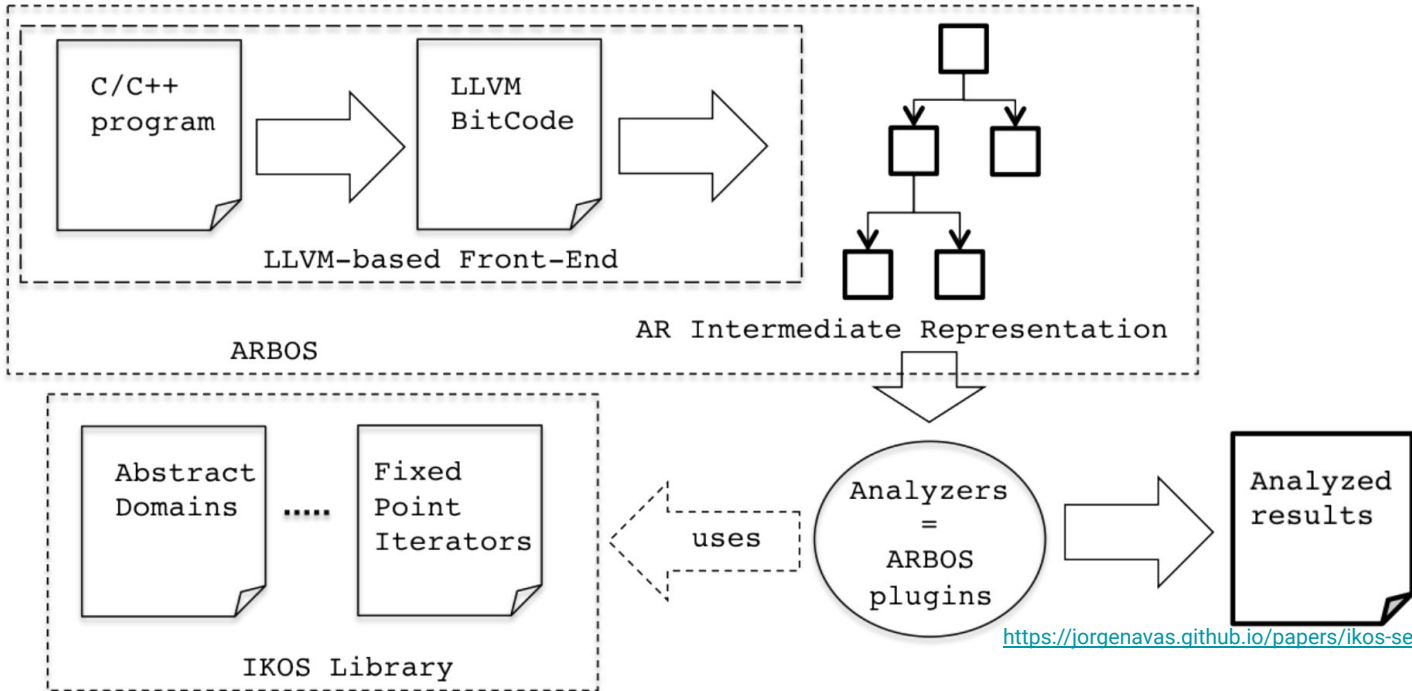 C/C++
program
LLVM
BitCode
LLVM-based Front-End
AR Intermediate Representation
ARBOS
Abstract
Domains
.....
Fixed
Point
Iterators
IKOS Library
uses
Analyzers
=
ARBOS
plugins
Analyzed
results
https://jorgenavas.github.io/papers/ikos-se